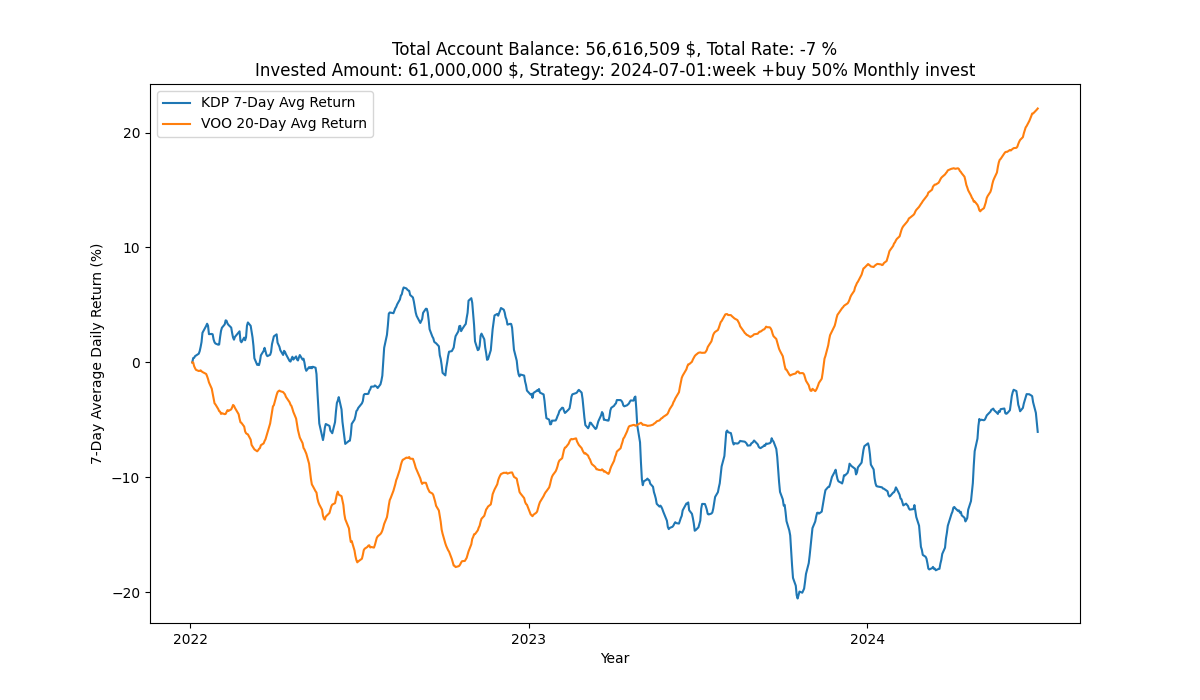 Total Account Balance: 56,616,509 $, Total Rate: -7 %
Invested Amount: 61,000,000 $, Strategy: 2024-07-01:week +buy 50% Monthly invest
KDP 7-Day Avg Return
VOO 20-Day Avg Return
7-Day Average Daily Return (%)
20
10
0
−10
−20
2022
2023
2024
Year